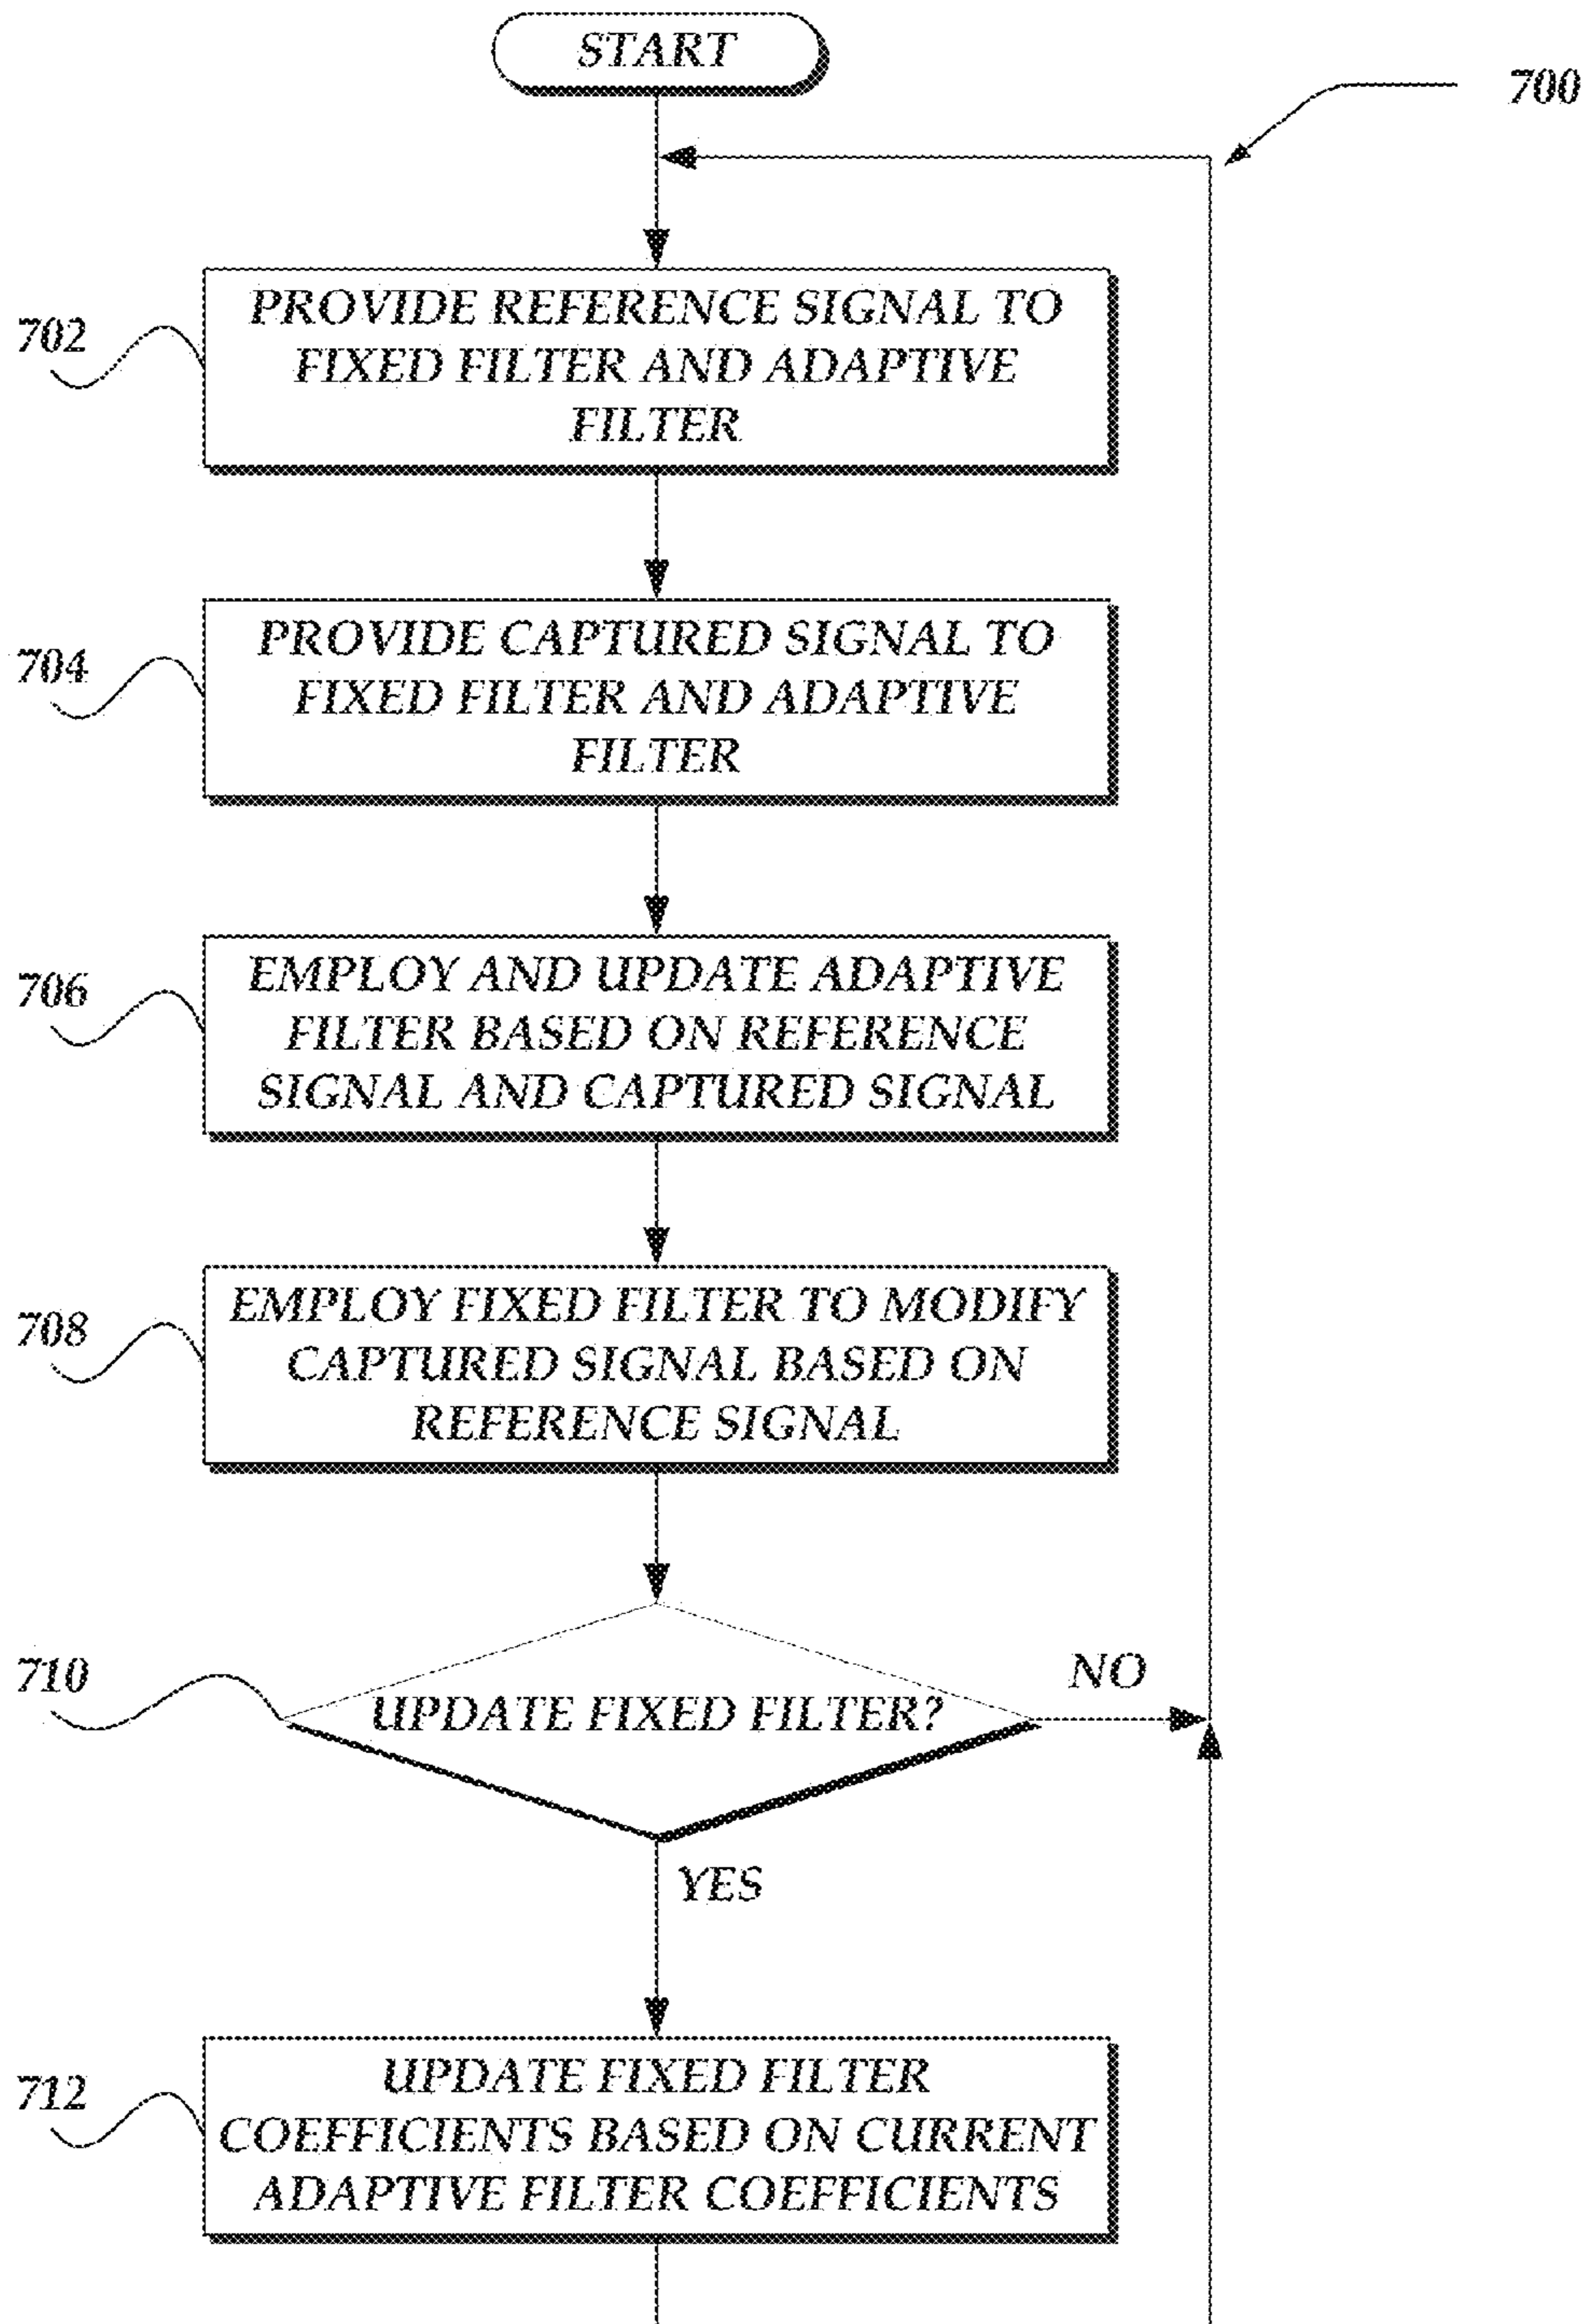 START
700
702
PROVIDE REFERENCE SIGNAL TO
FIXED FILTER AND ADAPTIVE
FILTER
704
PROVIDE CAPTURED SIGNAL TO
FIXED FILTER AND ADAPTIVE
FILTER
706
EMPLOY AND UPDATE ADAPTIVE
FILTER BASED ON REFERENCE
SIGNAL AND CAPTURED SIGNAL
708
EMPLOY FIXED FILTER TO MODIFY
CAPTURED SIGNAL BASED ON
REFERENCE SIGNAL
710
UPDATE FIXED FILTER?
NO
YES
712
UPDATE FIXED FILTER
COEFFICIENTS BASED ON CURRENT
ADAPTIVE FILTER COEFFICIENTS